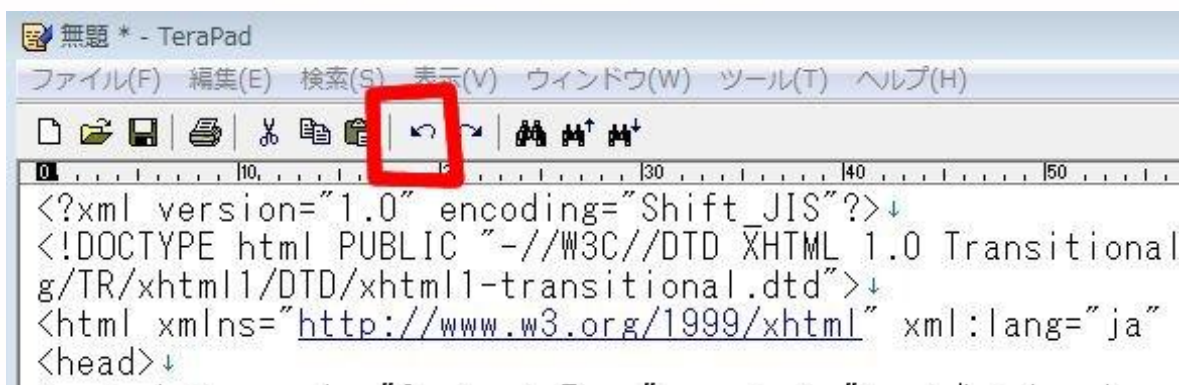 無題 * - TeraPad
ファイル(F) 編集(E) 検索(S) 表示(V) ウィンドウ(W) ツール(T) ヘルプ(H)
0 10 30 40 50
<?xml version="1.0" encoding="Shift_JIS"?>↓
<!DOCTYPE html PUBLIC "-//W3C//DTD XHTML 1.0 Transitional
g/TR/xhtml1/DTD/xhtml1-transitional.dtd">↓
<html xmlns="http://www.w3.org/1999/xhtml" xml:lang="ja"
<head>↓